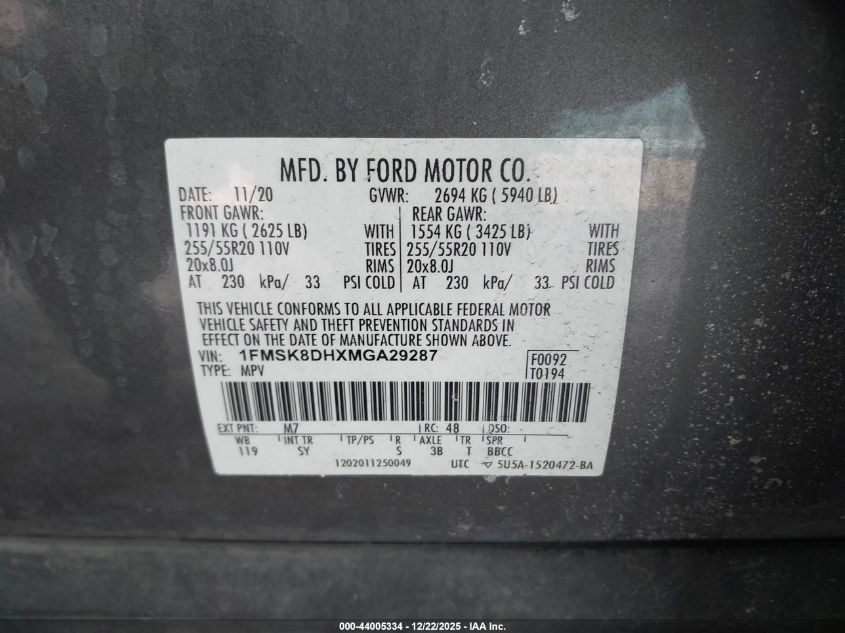 MFD. BY FORD MOTOR CO.
DATE: 11/20 GVWR: 2694 KG ( 5940 LB)
FRONT GAWR: REAR GAWR:
1191 KG ( 2625 LB) WITH 1554 KG ( 3425 LB) WITH
255/55R20 110V TIRES 255/55R20 110V TIRES
20x8.0J RIMS 20x8.0J RIMS
AT 230 kPa/ 33 PSI COLD AT 230 kPa/ 33 PSI COLD
THIS VEHICLE CONFORMS TO ALL APPLICABLE FEDERAL MOTOR
VEHICLE SAFETY AND THEFT PREVENTION STANDARDS IN
EFFECT ON THE DATE OF MANUFACTURE SHOWN ABOVE.
VIN: 1FMSK8DHXMGA29287 F0092
TYPE: MPV T0194
EXT PNT: M7 RC: 48 DSO:
WB INT TR TP/PS R AXLE TR SPR
119 SY S 3B T BBCC
1202011250049 UTC 5U5A-1520472-BA
000-44005334 - 12/22/2025 - IAA Inc.